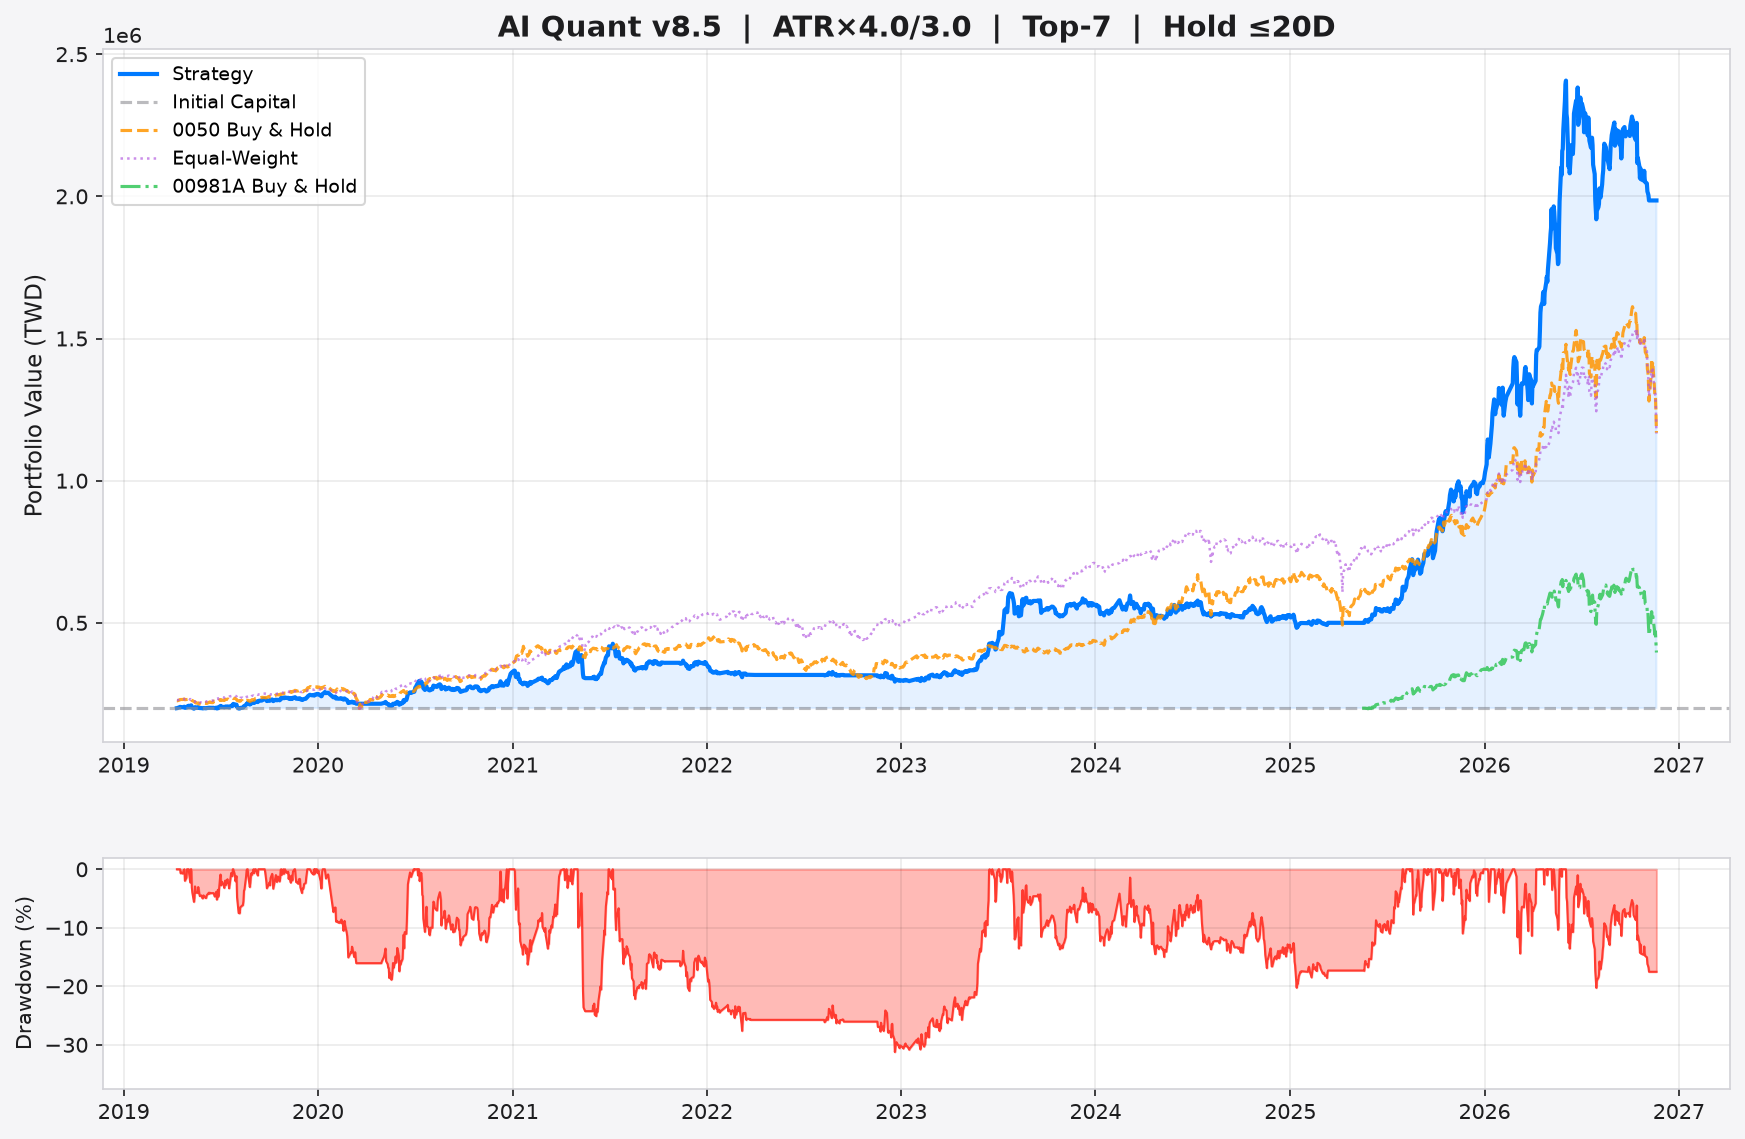 AI Quant v8.5 | ATR×4.0/3.0 | Top-7 | Hold ≤20D
1e6
Strategy
Initial Capital
0050 Buy & Hold
Equal-Weight
00981A Buy & Hold
Portfolio Value (TWD)
2.5
2.0
1.5
1.0
0.5
2019 2020 2021 2022 2023 2024 2025 2026 2027
Drawdown (%)
0
−10
−20
−30
2019 2020 2021 2022 2023 2024 2025 2026 2027